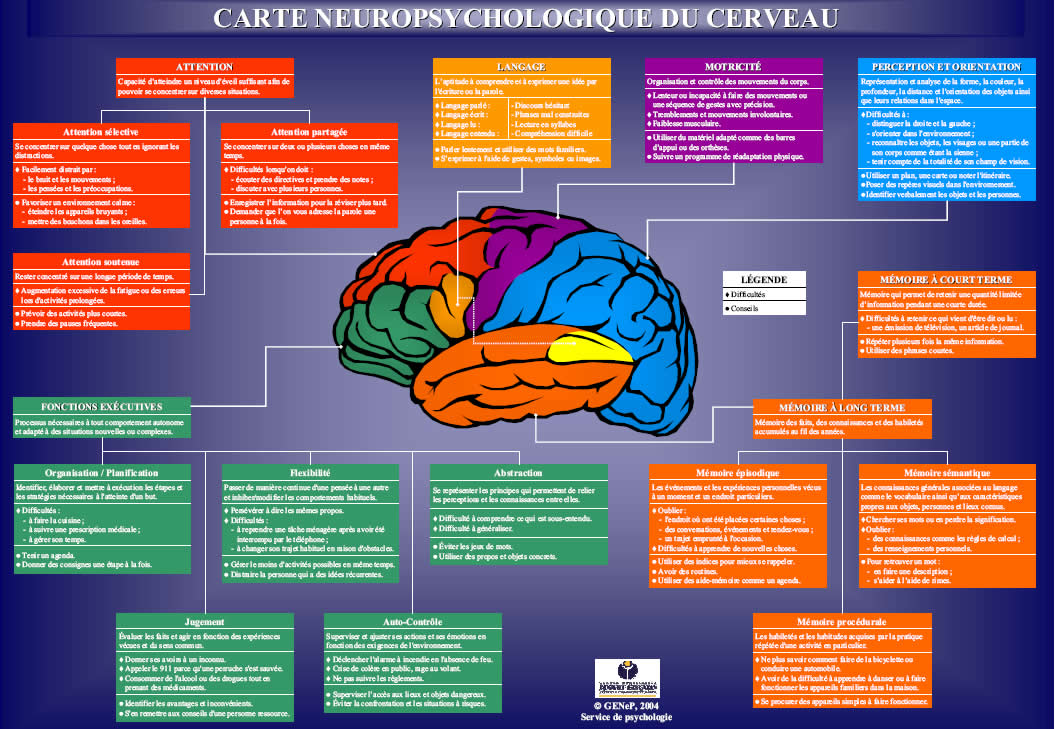 CARTE NEUROPSYCHOLOGIQUE DU CERVEAU
ATTENTION
Capacité d'atteindre un niveau d'éveil suffisant afin de
pouvoir se concentrer sur diverses situations.
Attention sélective
Se concentrer sur quelque chose tout en ignorant les
distractions.
♦ Facilement distrait par :
- le bruit et les mouvements ;
- les pensées et les préoccupations.
● Favoriser un environnement calme :
- éteindre les appareils bruyants ;
- mettre des bouchons dans les oreilles.
Attention partagée
Se concentrer sur deux ou plusieurs choses en même
temps.
♦ Difficultés lorsqu'on doit :
- écouter des directives et prendre des notes ;
- discuter avec plusieurs personnes.
● Enregistrer l'information pour la réviser plus tard.
● Demander que l'on vous adresse la parole une
personne à la fois.
Attention soutenue
Rester concentré sur une longue période de temps.
♦ Augmentation excessive de la fatigue ou des erreurs
lors d'activités prolongées.
● Prévoir des activités plus courtes.
● Prendre des pauses fréquentes.
LANGAGE
L'aptitude à comprendre et à exprimer une idée par
l'écriture ou la parole.
♦ Langage parlé : - Discours hésitant
♦ Langage écrit : - Phrases mal construites
♦ Langage lu : - Lecture en syllabes
♦ Langage entendu : - Compréhension difficile
● Parler lentement et utiliser des mots familiers.
● S'exprimer à l'aide de gestes, symboles ou images.
MOTRICITÉ
Organisation et contrôle des mouvements du corps.
♦ Lenteur ou incapacité à faire des mouvements ou
une séquence de gestes avec précision.
♦ Tremblements et mouvements involontaires.
♦ Faiblesse musculaire.
● Utiliser du matériel adapté comme des barres
d'appui ou des orthèses.
● Suivre un programme de réadaptation physique.
PERCEPTION ET ORIENTATION
Représentation et analyse de la forme, la couleur, la
profondeur, la distance et l'orientation des objets ainsi
que leurs relations dans l'espace.
♦ Difficultés à :
- distinguer la droite et la gauche ;
- s'orienter dans l'environnement ;
- reconnaître les objets, les visages ou une partie de
son corps comme étant la sienne ;
- tenir compte de la totalité de son champ de vision.
● Utiliser un plan, une carte ou noter l'itinéraire.
● Poser des repères visuels dans l'environnement.
● Identifier verbalement les objets et les personnes.
LÉGENDE
♦ Difficultés
● Conseils
MÉMOIRE À COURT TERME
Mémoire qui permet de retenir une quantité limitée
d'information pendant une courte durée.
♦ Difficultés à retenir ce qui vient d'être dit ou lu :
- une émission de télévision, un article de journal.
● Répéter plusieurs fois la même information.
● Utiliser des phrases courtes.
FONCTIONS EXÉCUTIVES
Processus nécessaires à tout comportement autonome
et adapté à des situations nouvelles ou complexes.
MÉMOIRE À LONG TERME
Mémoire des faits, des connaissances et des habiletés
accumulés au fil des années.
Organisation / Planification
Identifier, élaborer et mettre à exécution les étapes et
les stratégies nécessaires à l'atteinte d'un but.
♦ Difficultés :
- à faire la cuisine ;
- à suivre une prescription médicale ;
- à gérer son temps.
● Tenir un agenda.
● Donner des consignes une étape à la fois.
Flexibilité
Passer de manière continue d'une pensée à une autre
et inhiber/modifier les comportements habituels.
♦ Persévérer à dire les mêmes propos.
♦ Difficultés :
- à reprendre une tâche ménagère après avoir été
interrompu par le téléphone ;
- à changer son trajet habituel en raison d'obstacles.
● Gérer le moins d'activités possibles en même temps.
● Distraire la personne qui a des idées récurrentes.
Abstraction
Se représenter les principes qui permettent de relier
les perceptions et les connaissances entre elles.
♦ Difficulté à comprendre ce qui est sous-entendu.
♦ Difficulté à généraliser.
● Éviter les jeux de mots.
● Utiliser des propos et objets concrets.
Mémoire épisodique
Les événements et les expériences personnelles vécus
à un moment et un endroit particuliers.
♦ Oublier :
- l'endroit où ont été placées certaines choses ;
- des conversations, événements et rendez-vous ;
- un trajet emprunté à l'occasion.
♦ Difficultés à apprendre de nouvelles choses.
● Utiliser des indices pour mieux se rappeler.
● Avoir des routines.
● Utiliser des aide-mémoire comme un agenda.
Mémoire sémantique
Les connaissances générales associées au langage
comme le vocabulaire ainsi qu'aux caractéristiques
propres aux objets, personnes et lieux connus.
♦ Chercher ses mots ou en perdre la signification.
♦ Oublier :
- des connaissances comme les règles de calcul ;
- des renseignements personnels.
● Pour retrouver un mot :
- en faire une description ;
- s'aider à l'aide de rimes.
Jugement
Évaluer les faits et agir en fonction des expériences
vécues et du sens commun.
♦ Donner ses avoirs à un inconnu.
♦ Appeler le 911 parce qu'une perruche s'est sauvée.
♦ Consommer de l'alcool ou des drogues tout en
prenant des médicaments.
● Identifier les avantages et inconvénients.
● S'en remettre aux conseils d'une personne ressource.
Auto-Contrôle
Superviser et ajuster ses actions et ses émotions en
fonction des exigences de l'environnement.
♦ Déclencher l'alarme à incendie en l'absence de feu.
♦ Crise de colère en public, rage au volant.
♦ Ne pas suivre les règlements.
● Superviser l'accès aux lieux et objets dangereux.
● Éviter la confrontation et les situations à risques.
Mémoire procédurale
Les habiletés et les habitudes acquises par la pratique
répétée d'une activité en particulier.
♦ Ne plus savoir comment faire de la bicyclette ou
conduire une automobile.
♦ Avoir de la difficulté à apprendre à danser ou à faire
fonctionner les appareils familiers dans la maison.
● Se procurer des appareils simples à faire fonctionner.
© GENeP, 2004
Service de psychologie